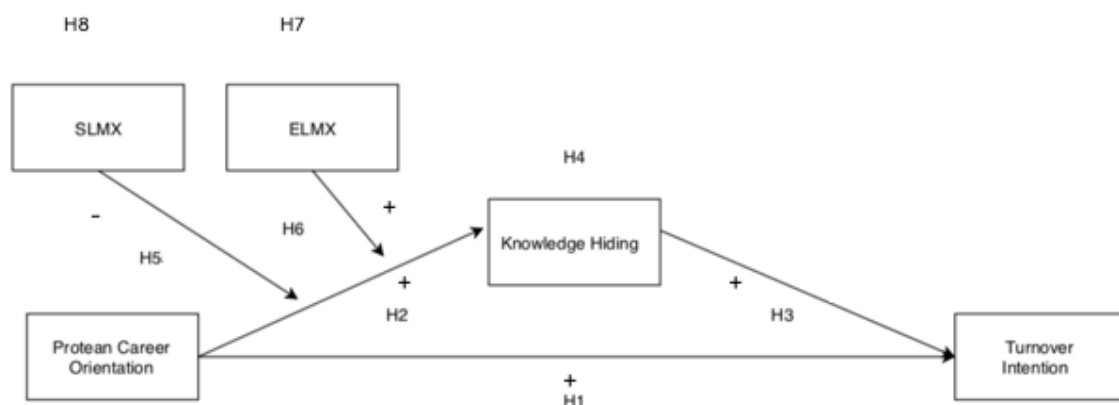 H8
H7
SLMX
ELMX
H4
-
+
H6
Knowledge Hiding
H5
+
+
H2
H3
Protean Career
Orientation
Turnover
Intention
+
H1